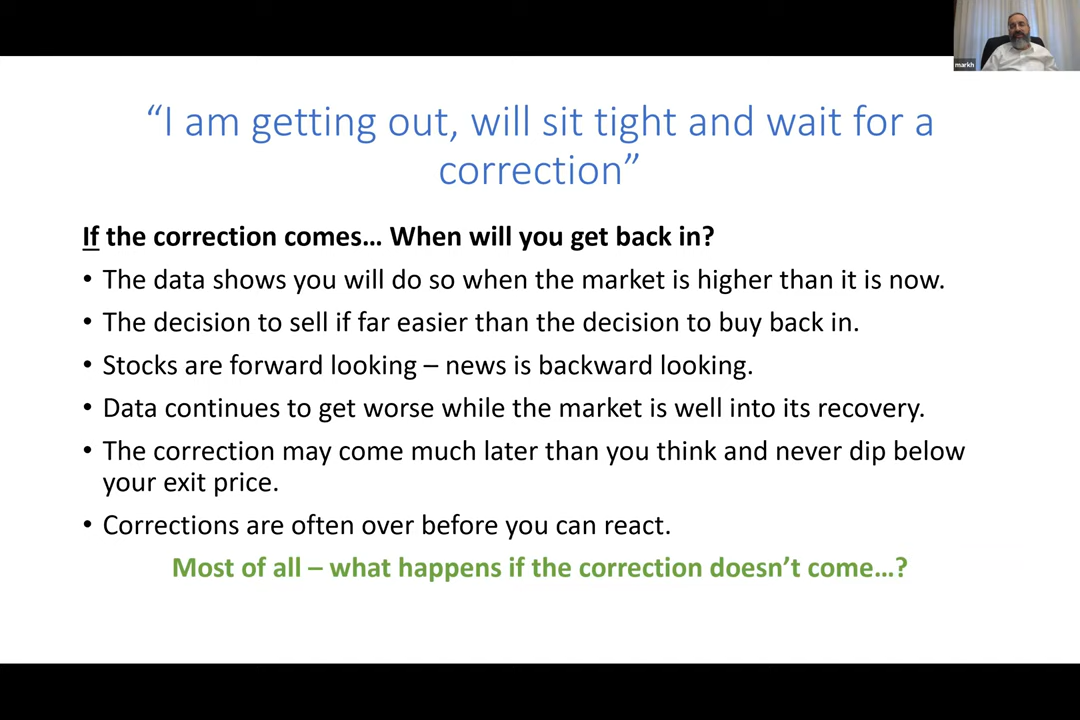 markh
“I am getting out, will sit tight and wait for a
correction”
If the correction comes… When will you get back in?
• The data shows you will do so when the market is higher than it is now.
• The decision to sell if far easier than the decision to buy back in.
• Stocks are forward looking – news is backward looking.
• Data continues to get worse while the market is well into its recovery.
• The correction may come much later than you think and never dip below
your exit price.
• Corrections are often over before you can react.
Most of all – what happens if the correction doesn’t come…?